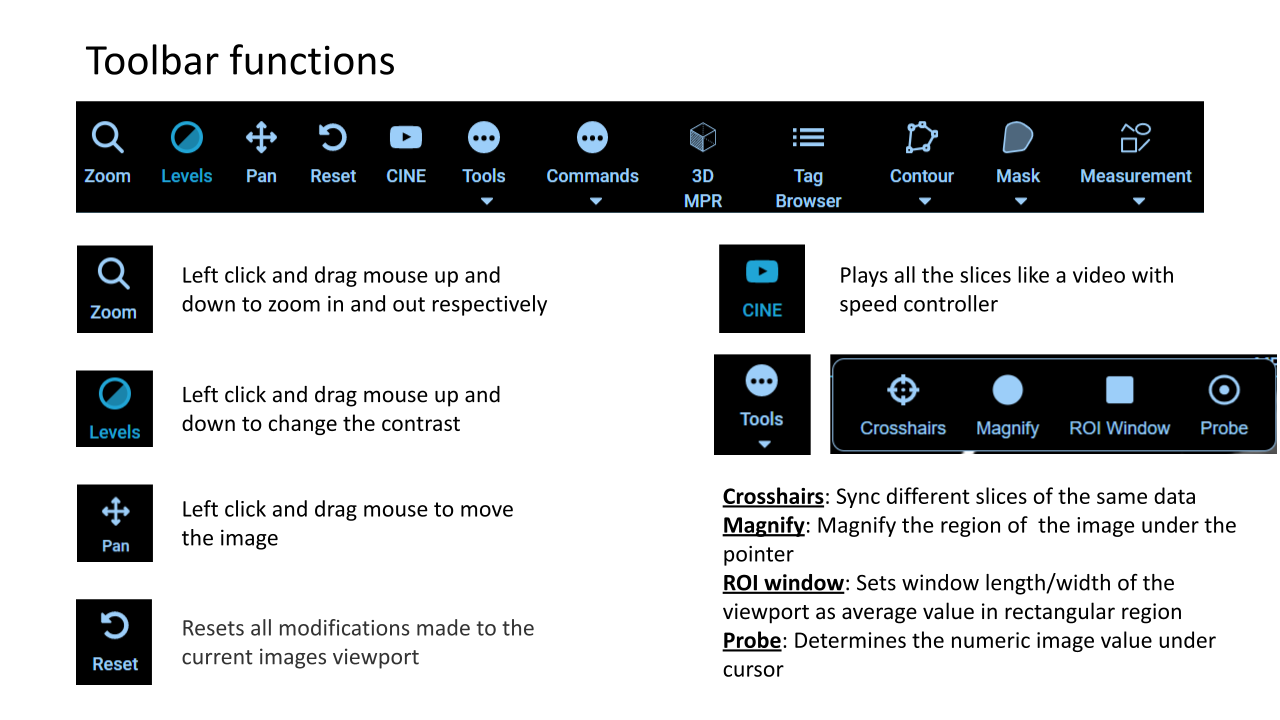 Toolbar functions
Zoom Levels Pan Reset CINE Tools Commands 3D Tag Contour Mask Measurement
MPR Browser
Zoom
Left click and drag mouse up and
down to zoom in and out respectively
Levels
Left click and drag mouse up and
down to change the contrast
Pan
Left click and drag mouse to move
the image
Reset
Resets all modifications made to the
current images viewport
CINE
Plays all the slices like a video with
speed controller
Tools
Crosshairs Magnify ROI Window Probe
Crosshairs: Sync different slices of the same data
Magnify: Magnify the region of  the image under the
pointer
ROI window: Sets window length/width of the
viewport as average value in rectangular region
Probe: Determines the numeric image value under
cursor